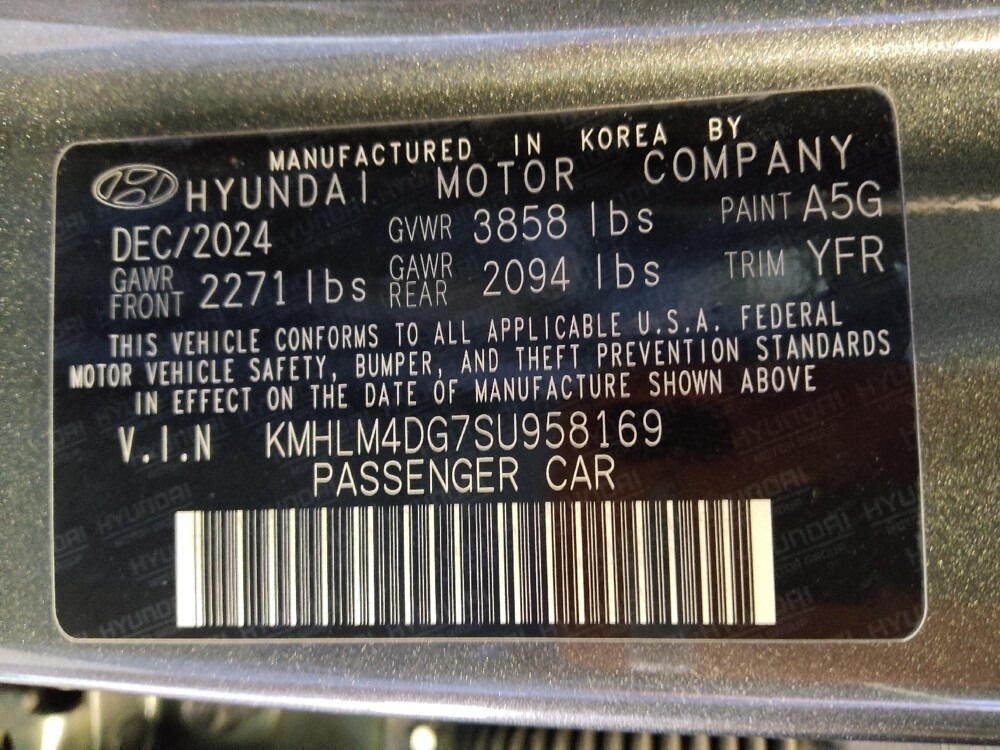 MANUFACTURED IN KOREA BY
HYUNDAI MOTOR COMPANY
DEC/2024 GVWR 3858 lbs PAINT A5G
GAWR FRONT 2271 lbs GAWR REAR 2094 lbs TRIM YFR
THIS VEHICLE CONFORMS TO ALL APPLICABLE U.S.A. FEDERAL
MOTOR VEHICLE SAFETY, BUMPER, AND THEFT PREVENTION STANDARDS
IN EFFECT ON THE DATE OF MANUFACTURE SHOWN ABOVE
V.I.N KMHLM4DG7SU958169
PASSENGER CAR